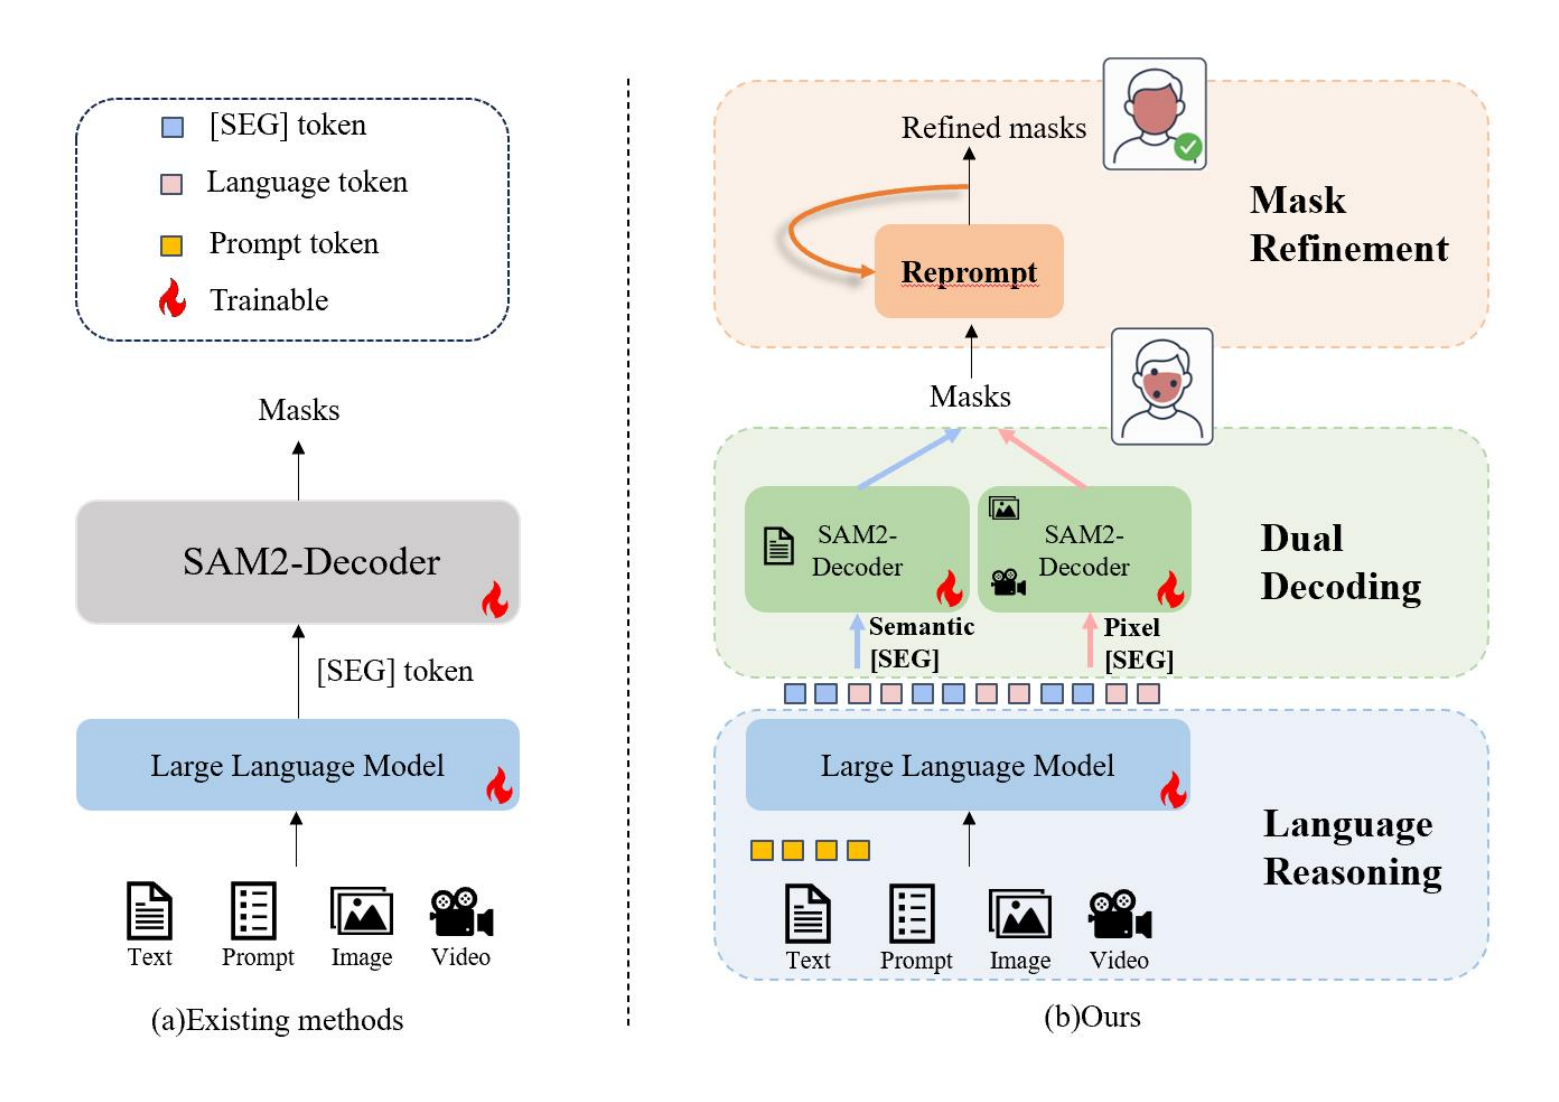 [SEG] token
Language token
Prompt token
Trainable
Masks
SAM2-Decoder
[SEG] token
Large Language Model
Text
Prompt
Image
Video
(a)Existing methods
Refined masks
Mask
Refinement
Reprompt
Masks
SAM2-
Decoder
SAM2-
Decoder
Dual
Decoding
Semantic
[SEG]
Pixel
[SEG]
Large Language Model
Language
Reasoning
Text
Prompt
Image
Video
(b)Ours